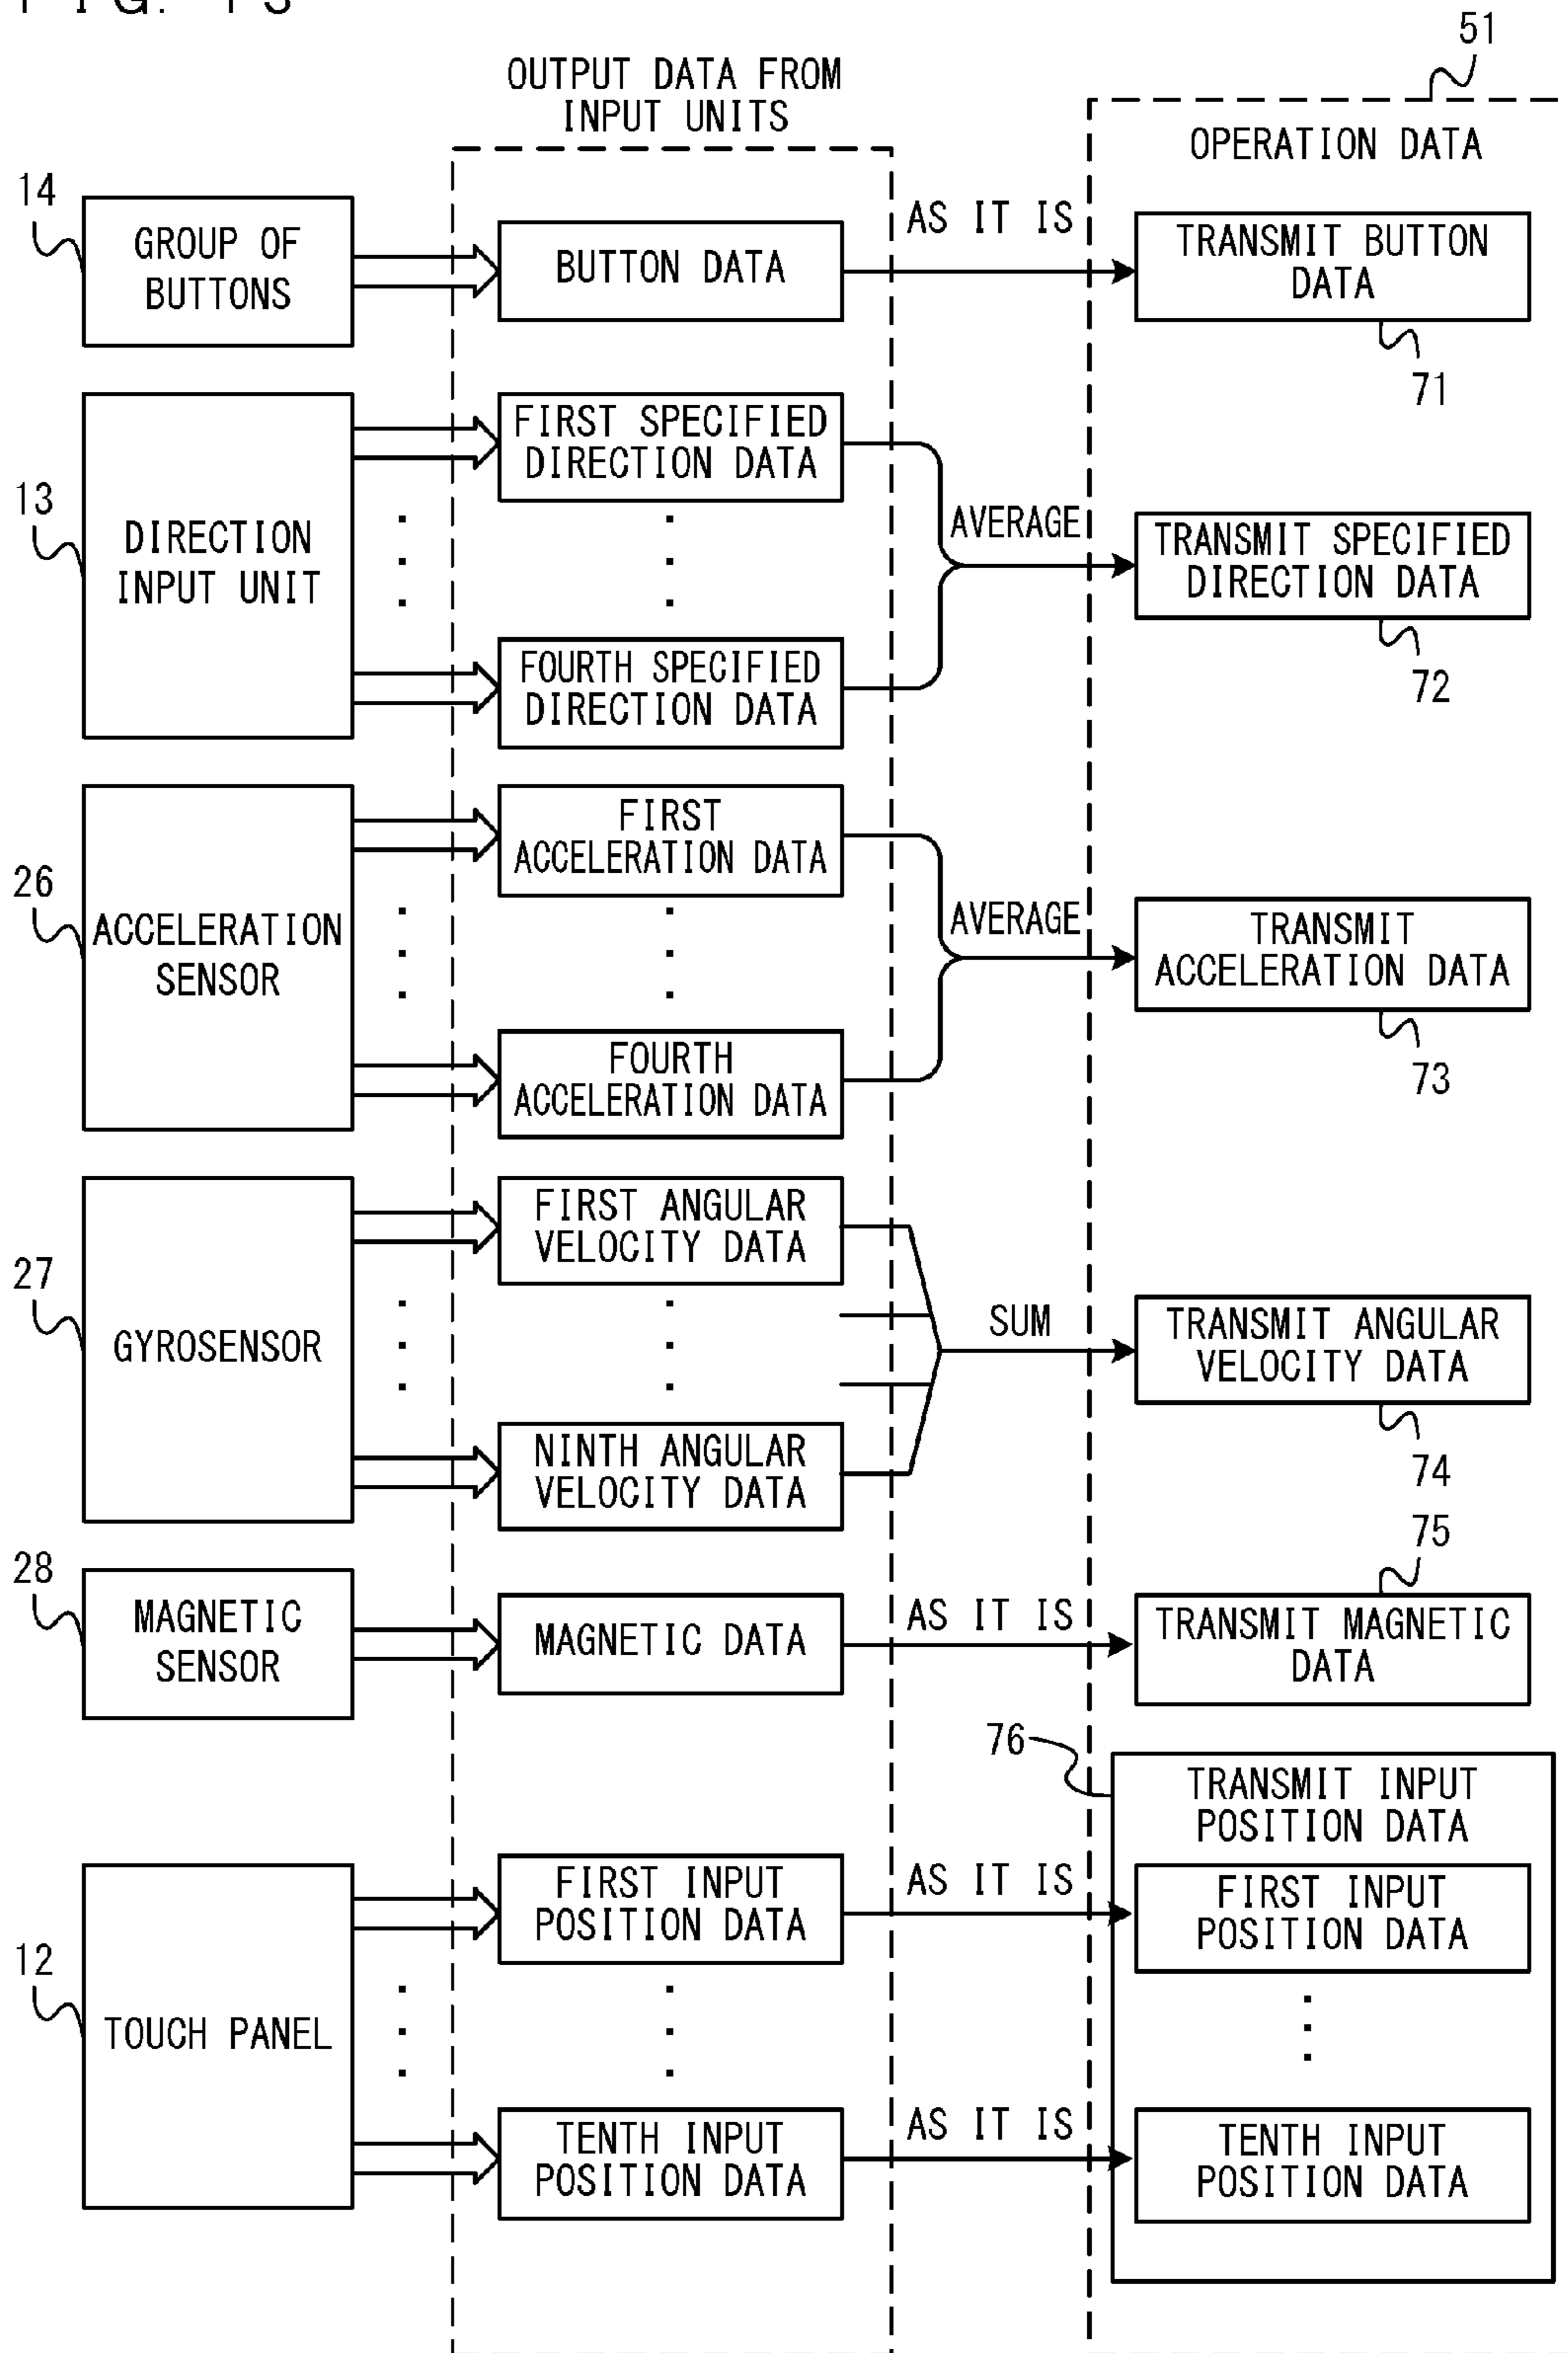 FIG. 13
51
OUTPUT DATA FROM
INPUT UNITS
OPERATION DATA
14
GROUP OF
BUTTONS
BUTTON DATA
AS IT IS
TRANSMIT BUTTON
DATA
71
13
DIRECTION
INPUT UNIT
FIRST SPECIFIED
DIRECTION DATA
FOURTH SPECIFIED
DIRECTION DATA
AVERAGE
TRANSMIT SPECIFIED
DIRECTION DATA
72
26
ACCELERATION
SENSOR
FIRST
ACCELERATION DATA
FOURTH
ACCELERATION DATA
AVERAGE
TRANSMIT
ACCELERATION DATA
73
27
GYROSENSOR
FIRST ANGULAR
VELOCITY DATA
NINTH ANGULAR
VELOCITY DATA
SUM
TRANSMIT ANGULAR
VELOCITY DATA
74
28
MAGNETIC
SENSOR
MAGNETIC DATA
AS IT IS
75
TRANSMIT MAGNETIC
DATA
76
TRANSMIT INPUT
POSITION DATA
12
TOUCH PANEL
FIRST INPUT
POSITION DATA
AS IT IS
FIRST INPUT
POSITION DATA
TENTH INPUT
POSITION DATA
AS IT IS
TENTH INPUT
POSITION DATA